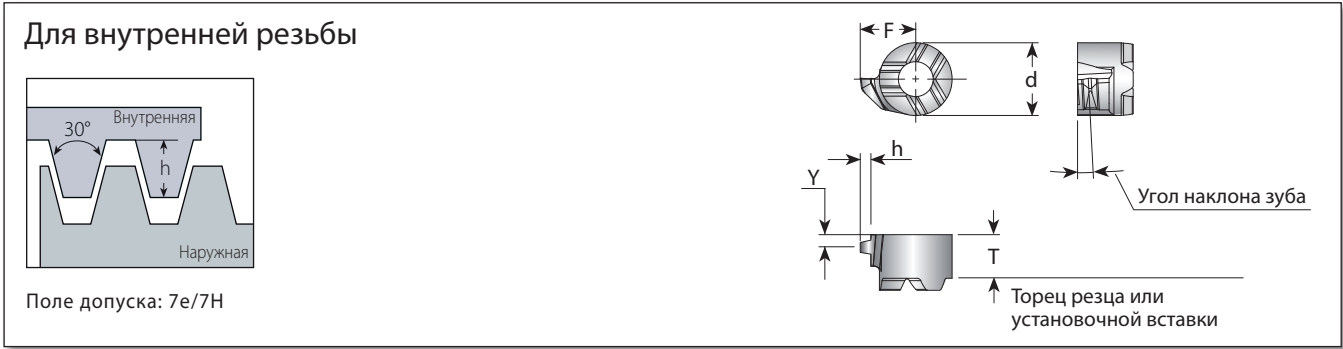 Для внутренней резьбы
Внутренняя
30°
h
Наружная
Поле допуска: 7e/7H
F
d
h
Y
Угол наклона зуба
T
Торец резца или
установочной вставки